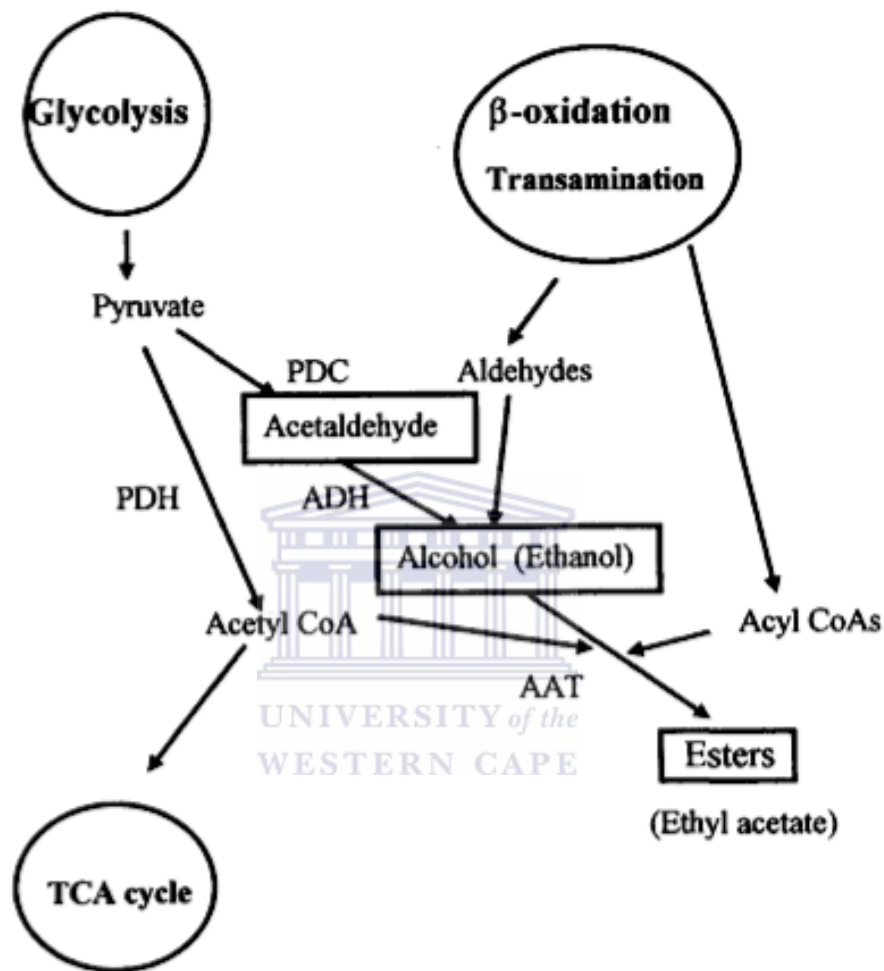 Glycolysis
β-oxidation
Transamination
Pyruvate
PDC
Aldehydes
Acetaldehyde
PDH
ADH
Alcohol (Ethanol)
Acetyl CoA
Acyl CoAs
AAT
UNIVERSITY of the
WESTERN CAPE
Esters
(Ethyl acetate)
TCA cycle